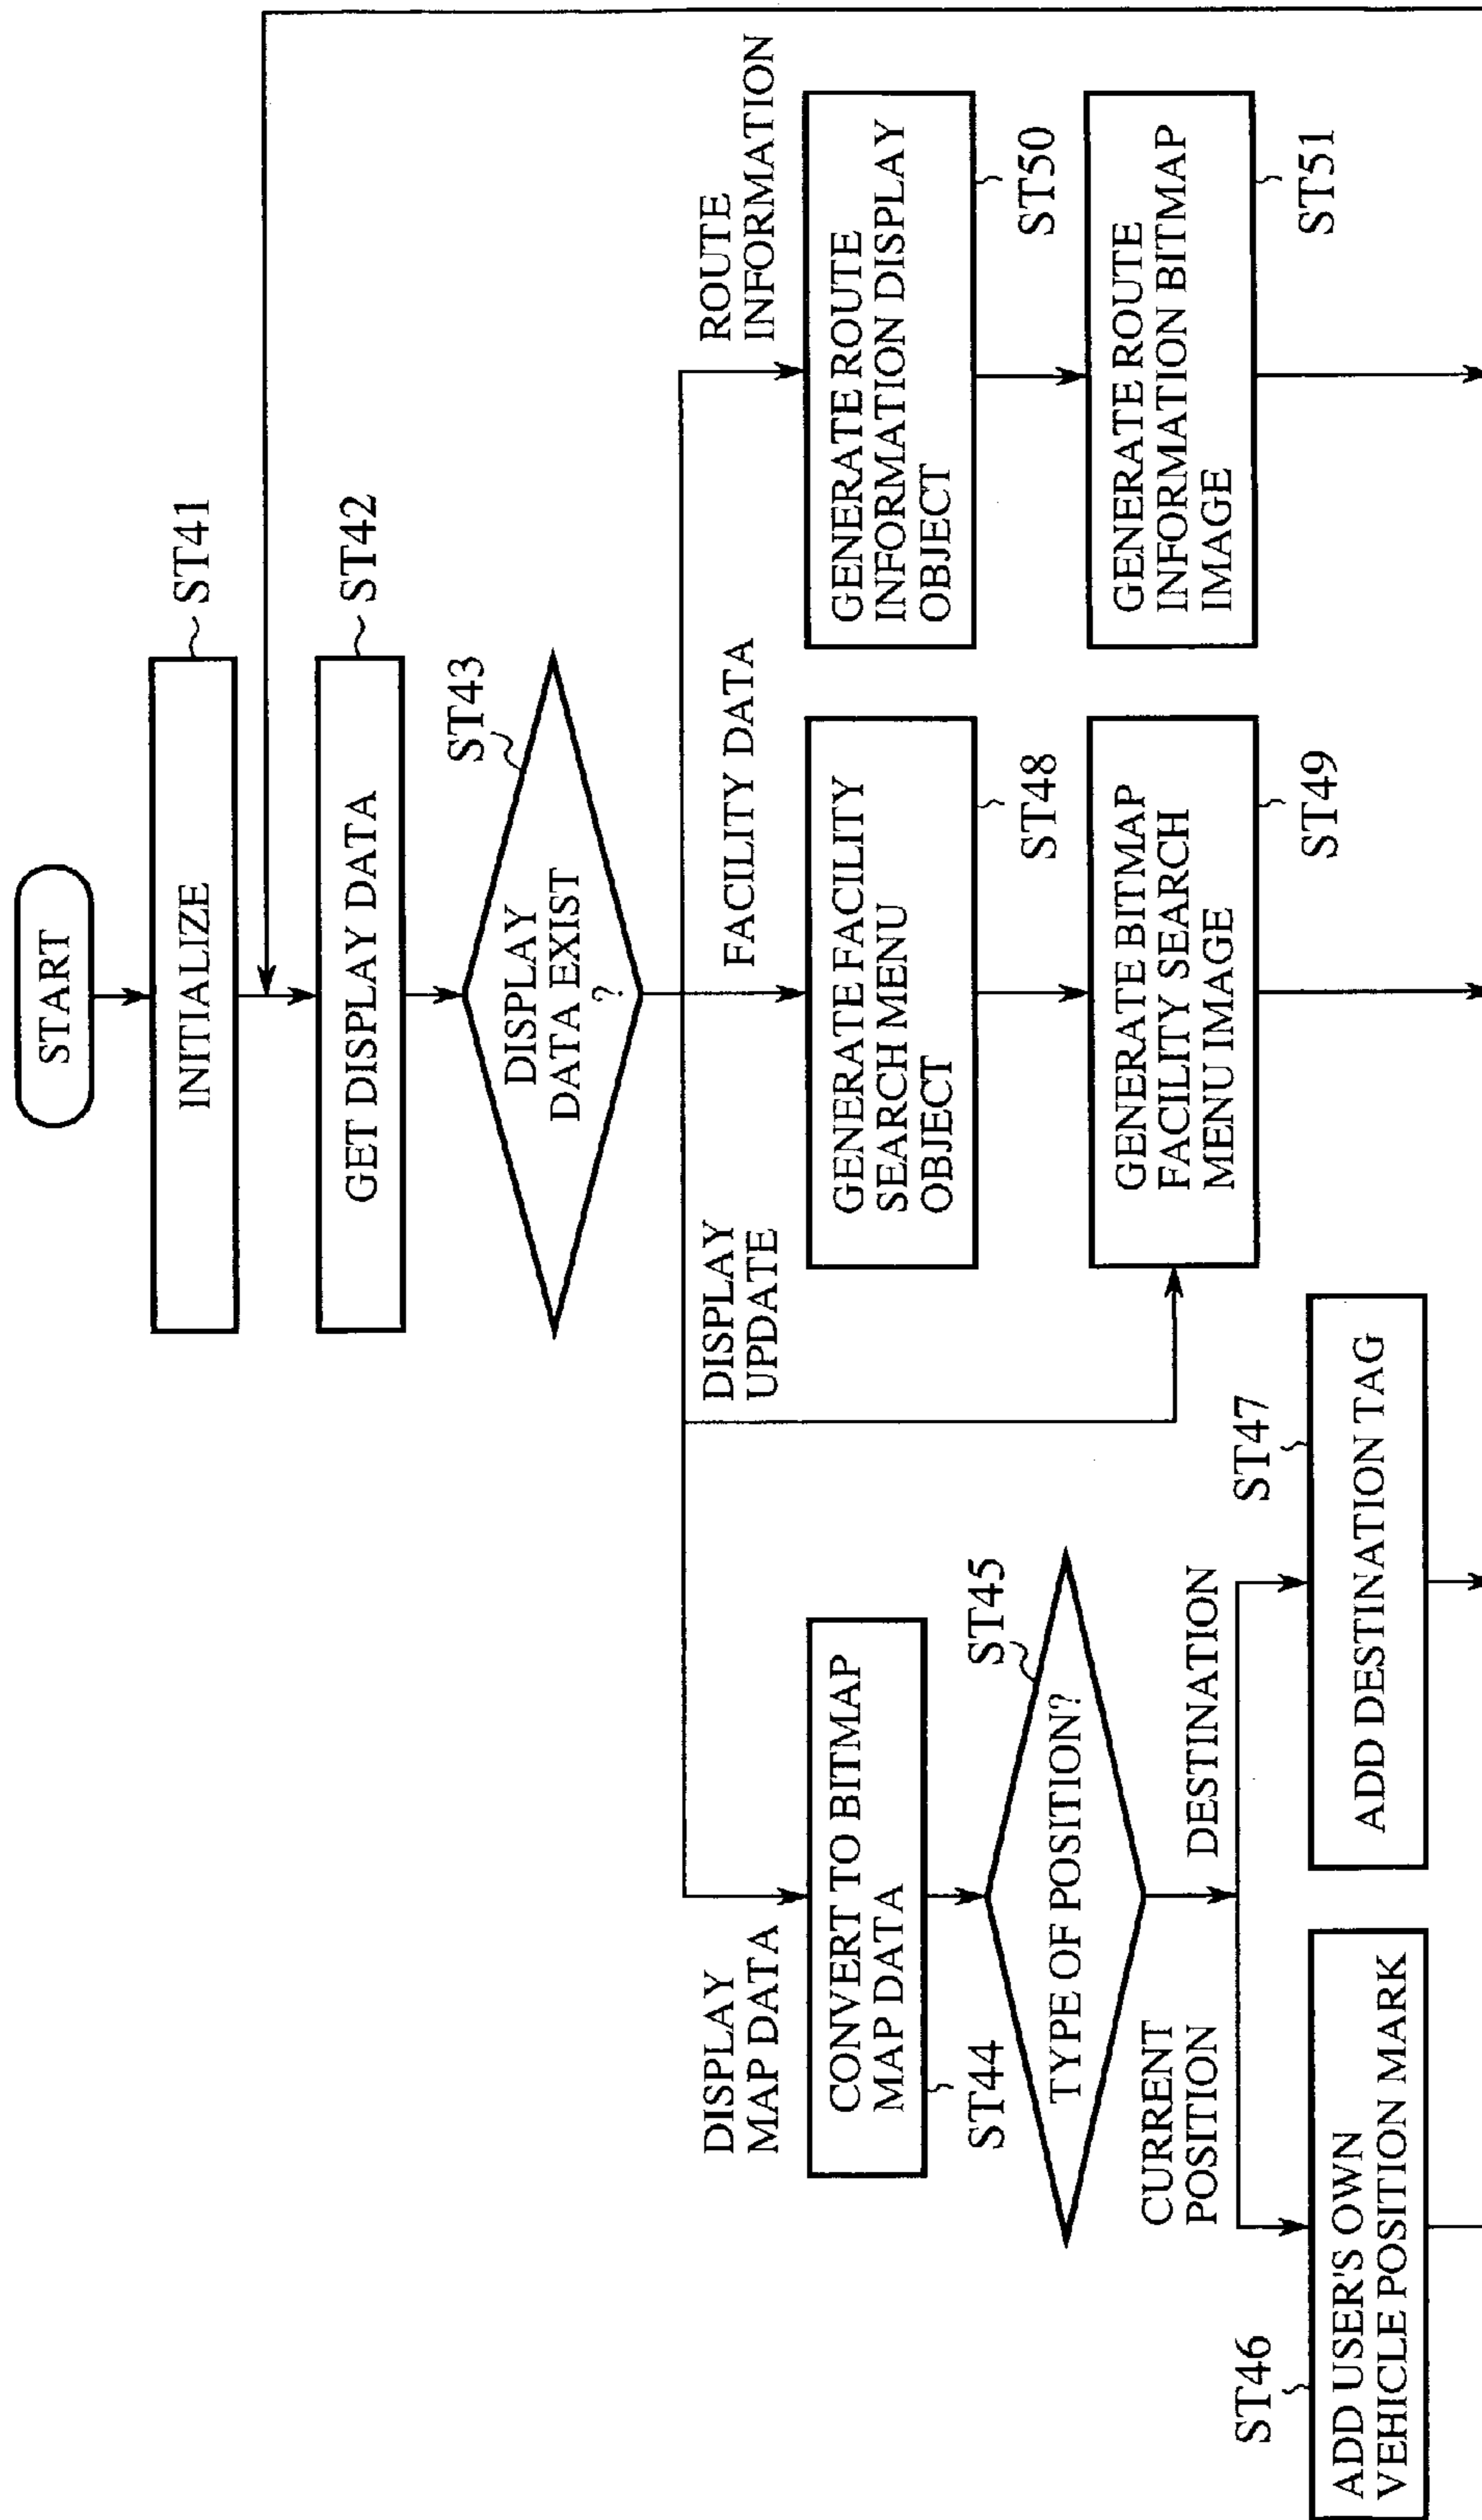 START
INITIALIZE
ST41
GET DISPLAY DATA
ST42
DISPLAY
DATA EXIST
?
ST43
DISPLAY
MAP DATA
DISPLAY
UPDATE
FACILITY DATA
ROUTE
INFORMATION
CONVERT TO BITMAP
MAP DATA
ST44
GENERATE FACILITY
SEARCH MENU
OBJECT
ST48
GENERATE ROUTE
INFORMATION DISPLAY
OBJECT
ST50
TYPE OF POSITION?
ST45
GENERATE BITMAP
FACILITY SEARCH
MENU IMAGE
ST49
GENERATE ROUTE
INFORMATION BITMAP
IMAGE
ST51
CURRENT
POSITION
DESTINATION
ST46
ADD USER'S OWN
VEHICLE POSITION MARK
ST47
ADD DESTINATION TAG